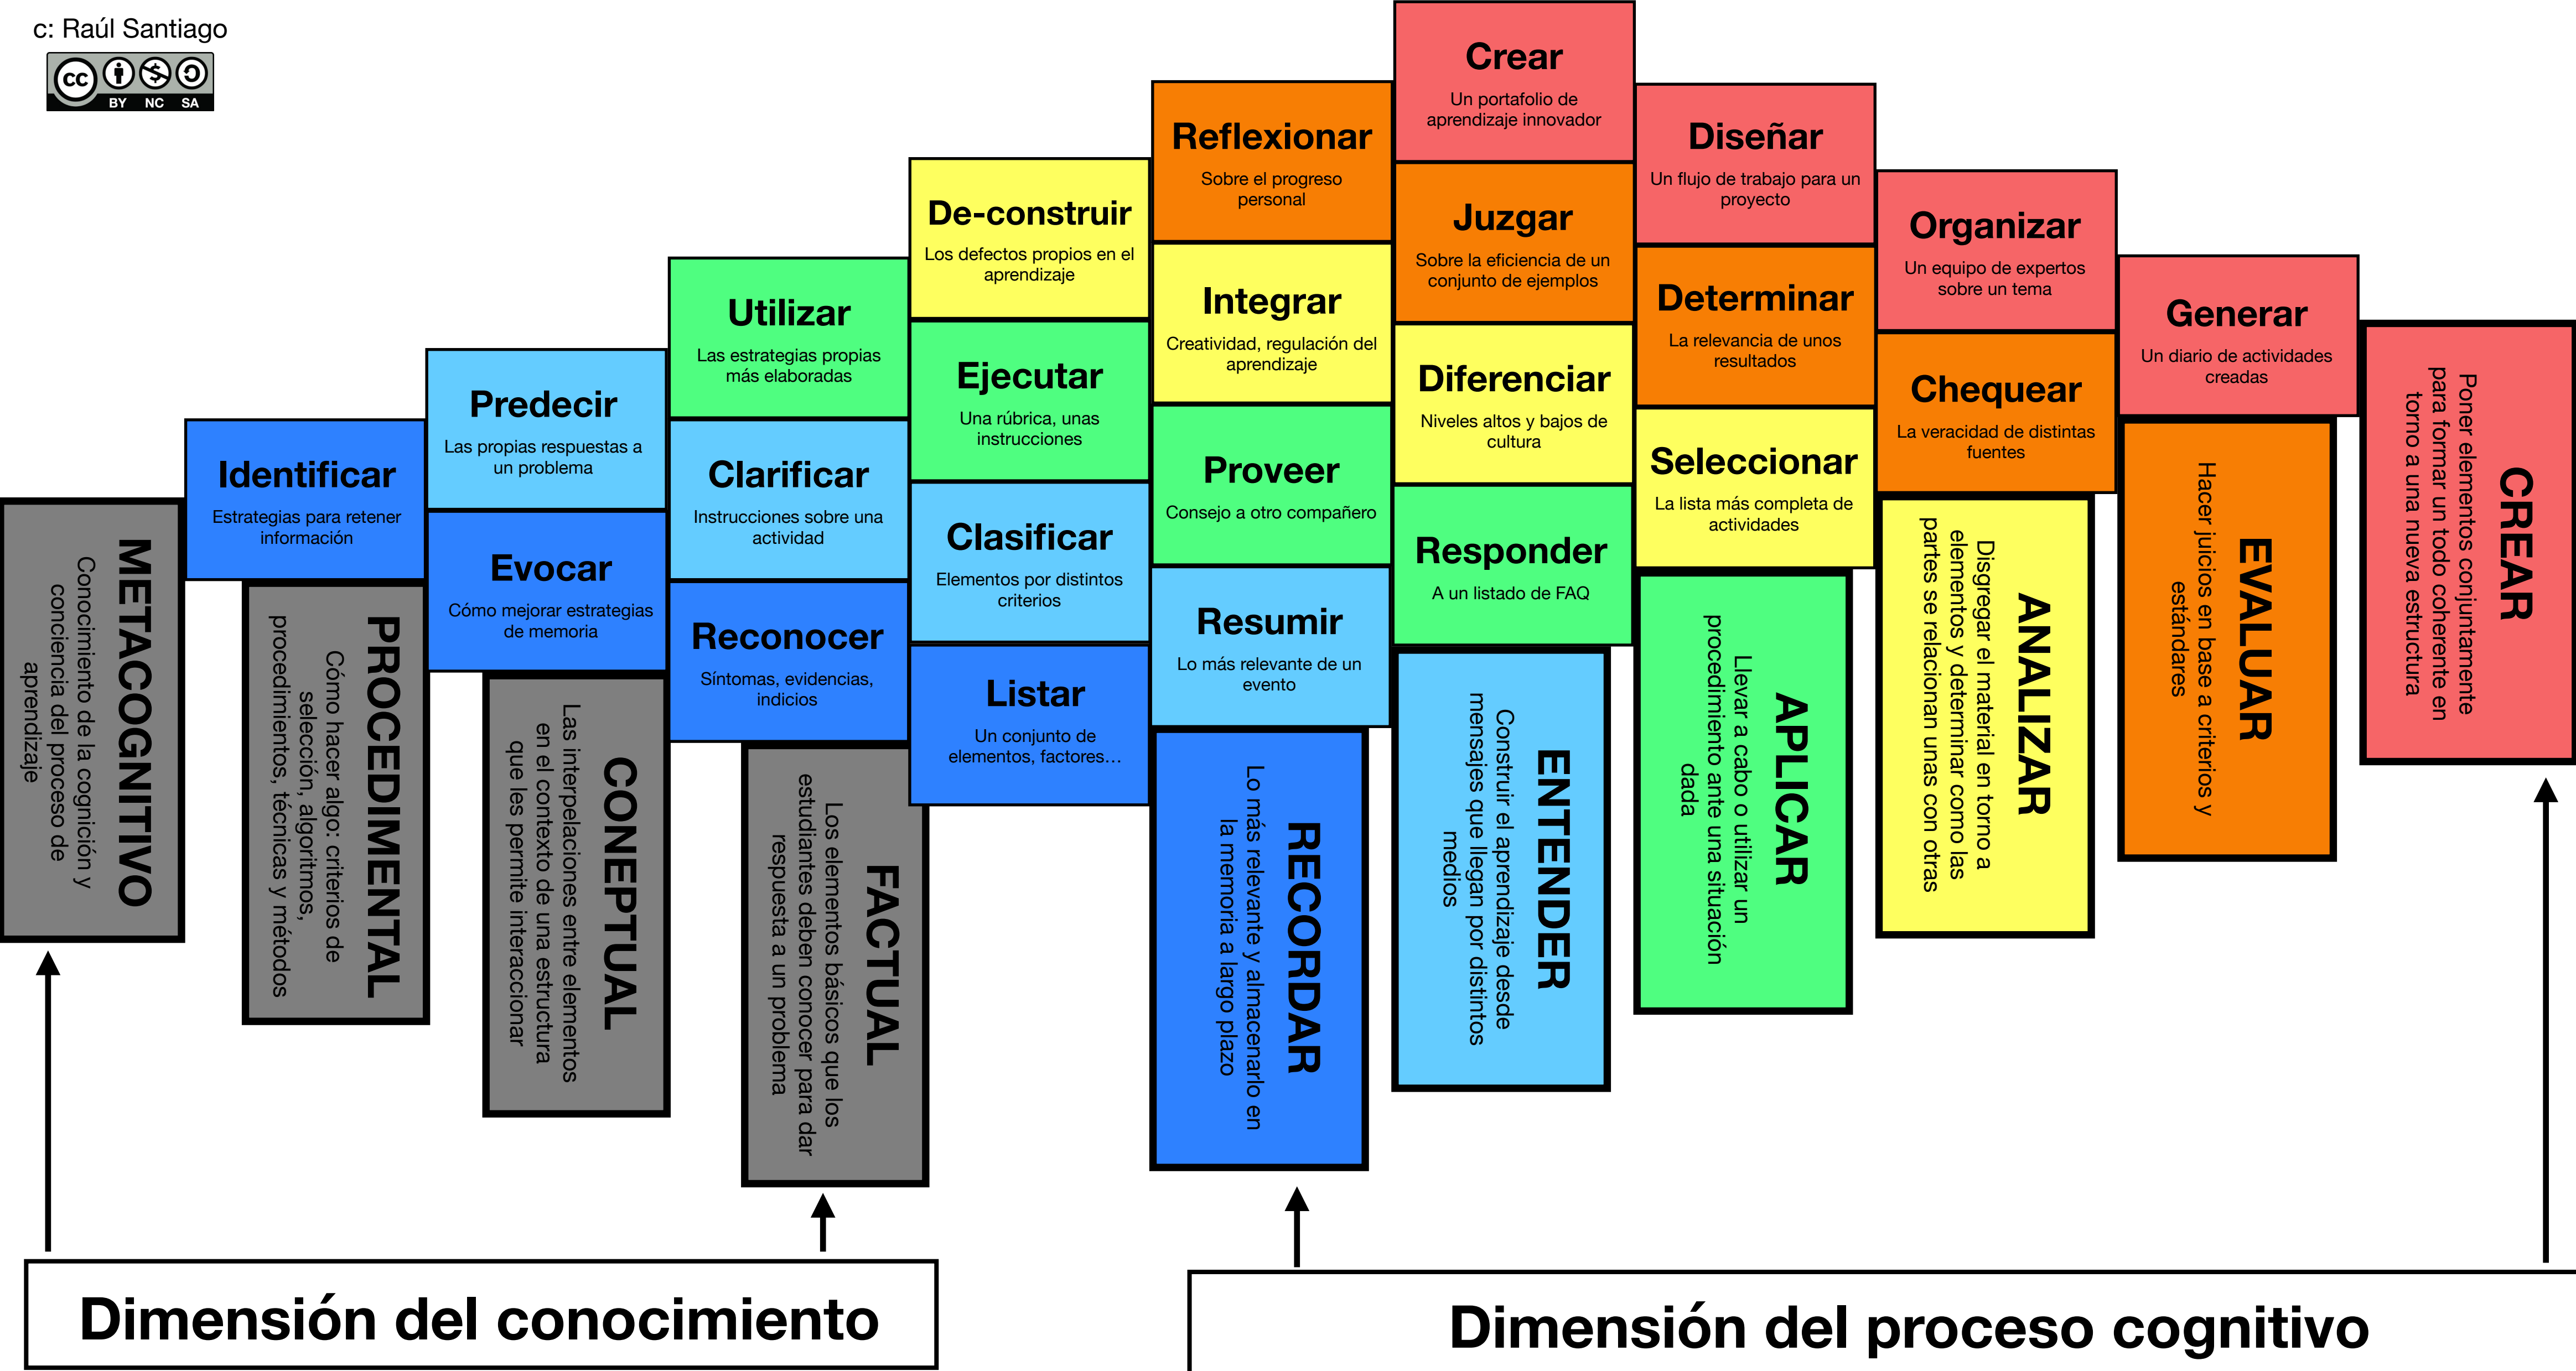 c: Raúl Santiago
cc
BY NC SA
Crear
Un portafolio de
aprendizaje innovador
Reflexionar
Sobre el progreso
personal
Juzgar
Sobre la eficiencia de un
conjunto de ejemplos
Diseñar
Un flujo de trabajo para un
proyecto
De-construir
Los defectos propios en el
aprendizaje
Integrar
Creatividad, regulación del
aprendizaje
Diferenciar
Niveles altos y bajos de
cultura
Determinar
La relevancia de unos
resultados
Organizar
Un equipo de expertos
sobre un tema
Utilizar
Las estrategias propias
más elaboradas
Ejecutar
Una rúbrica, unas
instrucciones
Proveer
Consejo a otro compañero
Responder
A un listado de FAQ
Seleccionar
La lista más completa de
actividades
Chequear
La veracidad de distintas
fuentes
Generar
Un diario de actividades
creadas
Predecir
Las propias respuestas a
un problema
Clarificar
Instrucciones sobre una
actividad
Clasificar
Elementos por distintos
criterios
Resumir
Lo más relevante de un
evento
Identificar
Estrategias para retener
información
Evocar
Cómo mejorar estrategias
de memoria
Reconocer
Síntomas, evidencias,
indicios
Listar
Un conjunto de
elementos, factores…
METACOGNITIVO
Conocimiento de la cognición y
conciencia del proceso de
aprendizaje
PROCEDIMENTAL
Cómo hacer algo: criterios de
selección, algoritmos,
procedimientos, técnicas y métodos
CONEPTUAL
Las interpelaciones entre elementos
en el contexto de una estructura
que les permite interaccionar
FACTUAL
Los elementos básicos que los
estudiantes deben conocer para dar
respuesta a un problema
RECORDAR
Lo más relevante y almacenarlo en
la memoria a largo plazo
ENTENDER
Construir el aprendizaje desde
mensajes que llegan por distintos
medios
APLICAR
Llevar a cabo o utilizar un
procedimiento ante una situación
dada
ANALIZAR
Disgregar el material en torno a
elementos y determinar como las
partes se relacionan unas con otras
EVALUAR
Hacer juicios en base a criterios y
estándares
CREAR
Poner elementos conjuntamente
para formar un todo coherente en
torno a una nueva estructura
Dimensión del conocimiento
Dimensión del proceso cognitivo